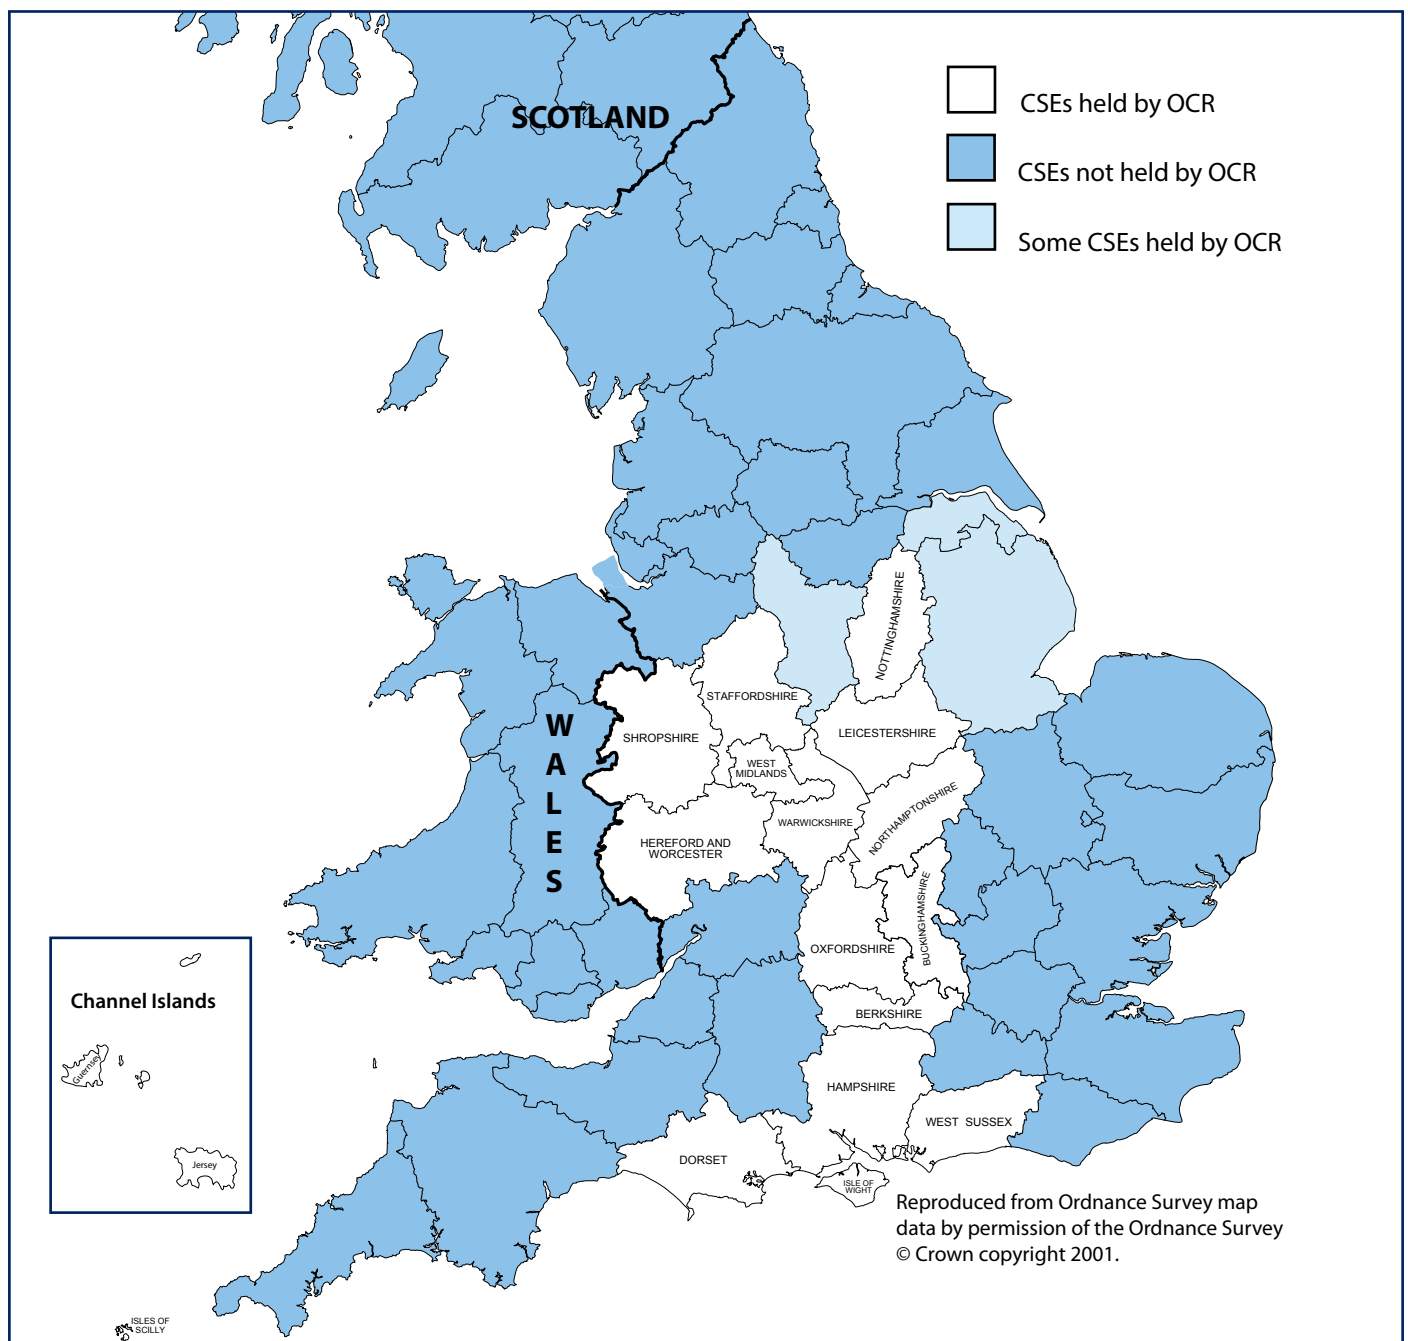 SCOTLAND
CSEs held by OCR
CSEs not held by OCR
Some CSEs held by OCR
NOTTINGHAMSHIRE
STAFFORDSHIRE
SHROPSHIRE
LEICESTERSHIRE
WEST
MIDLANDS
WARWICKSHIRE
NORTHAMPTONSHIRE
HEREFORD AND
WORCESTER
W
A
L
E
S
BUCKINGHAMSHIRE
OXFORDSHIRE
BERKSHIRE
HAMPSHIRE
WEST SUSSEX
DORSET
ISLE OF
WIGHT
Channel Islands
Guernsey
Jersey
Reproduced from Ordnance Survey map
data by permission of the Ordnance Survey
© Crown copyright 2001.
ISLES OF
SCILLY